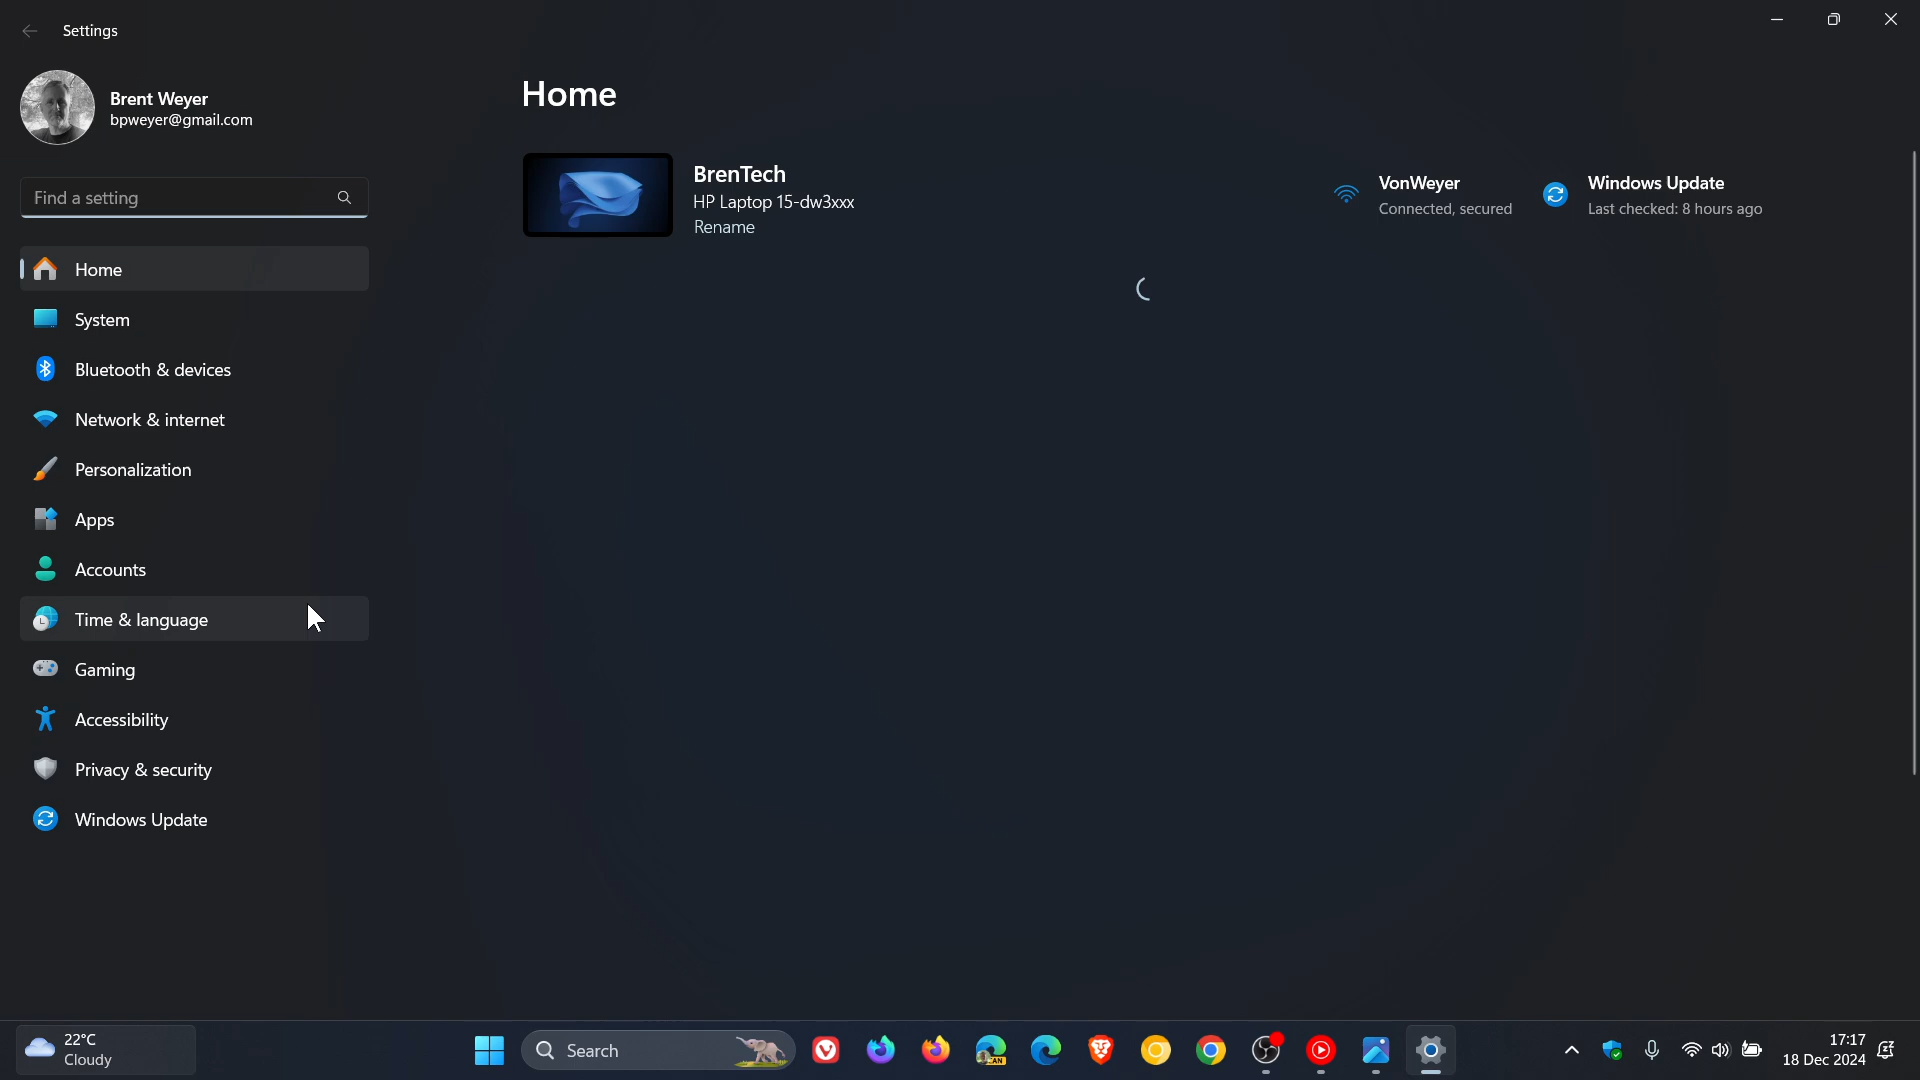 Settings
Brent Weyer
bpweyer@gmail.com
Find a setting
Home
System
Bluetooth & devices
Network & internet
Personalization
Apps
Accounts
Time & language
Gaming
Accessibility
Privacy & security
Windows Update
Home
BrenTech
HP Laptop 15-dw3xxx
Rename
VonWeyer
Connected, secured
Windows Update
Last checked: 8 hours ago
22°C
Cloudy
Search
CAN
17:17
18 Dec 2024